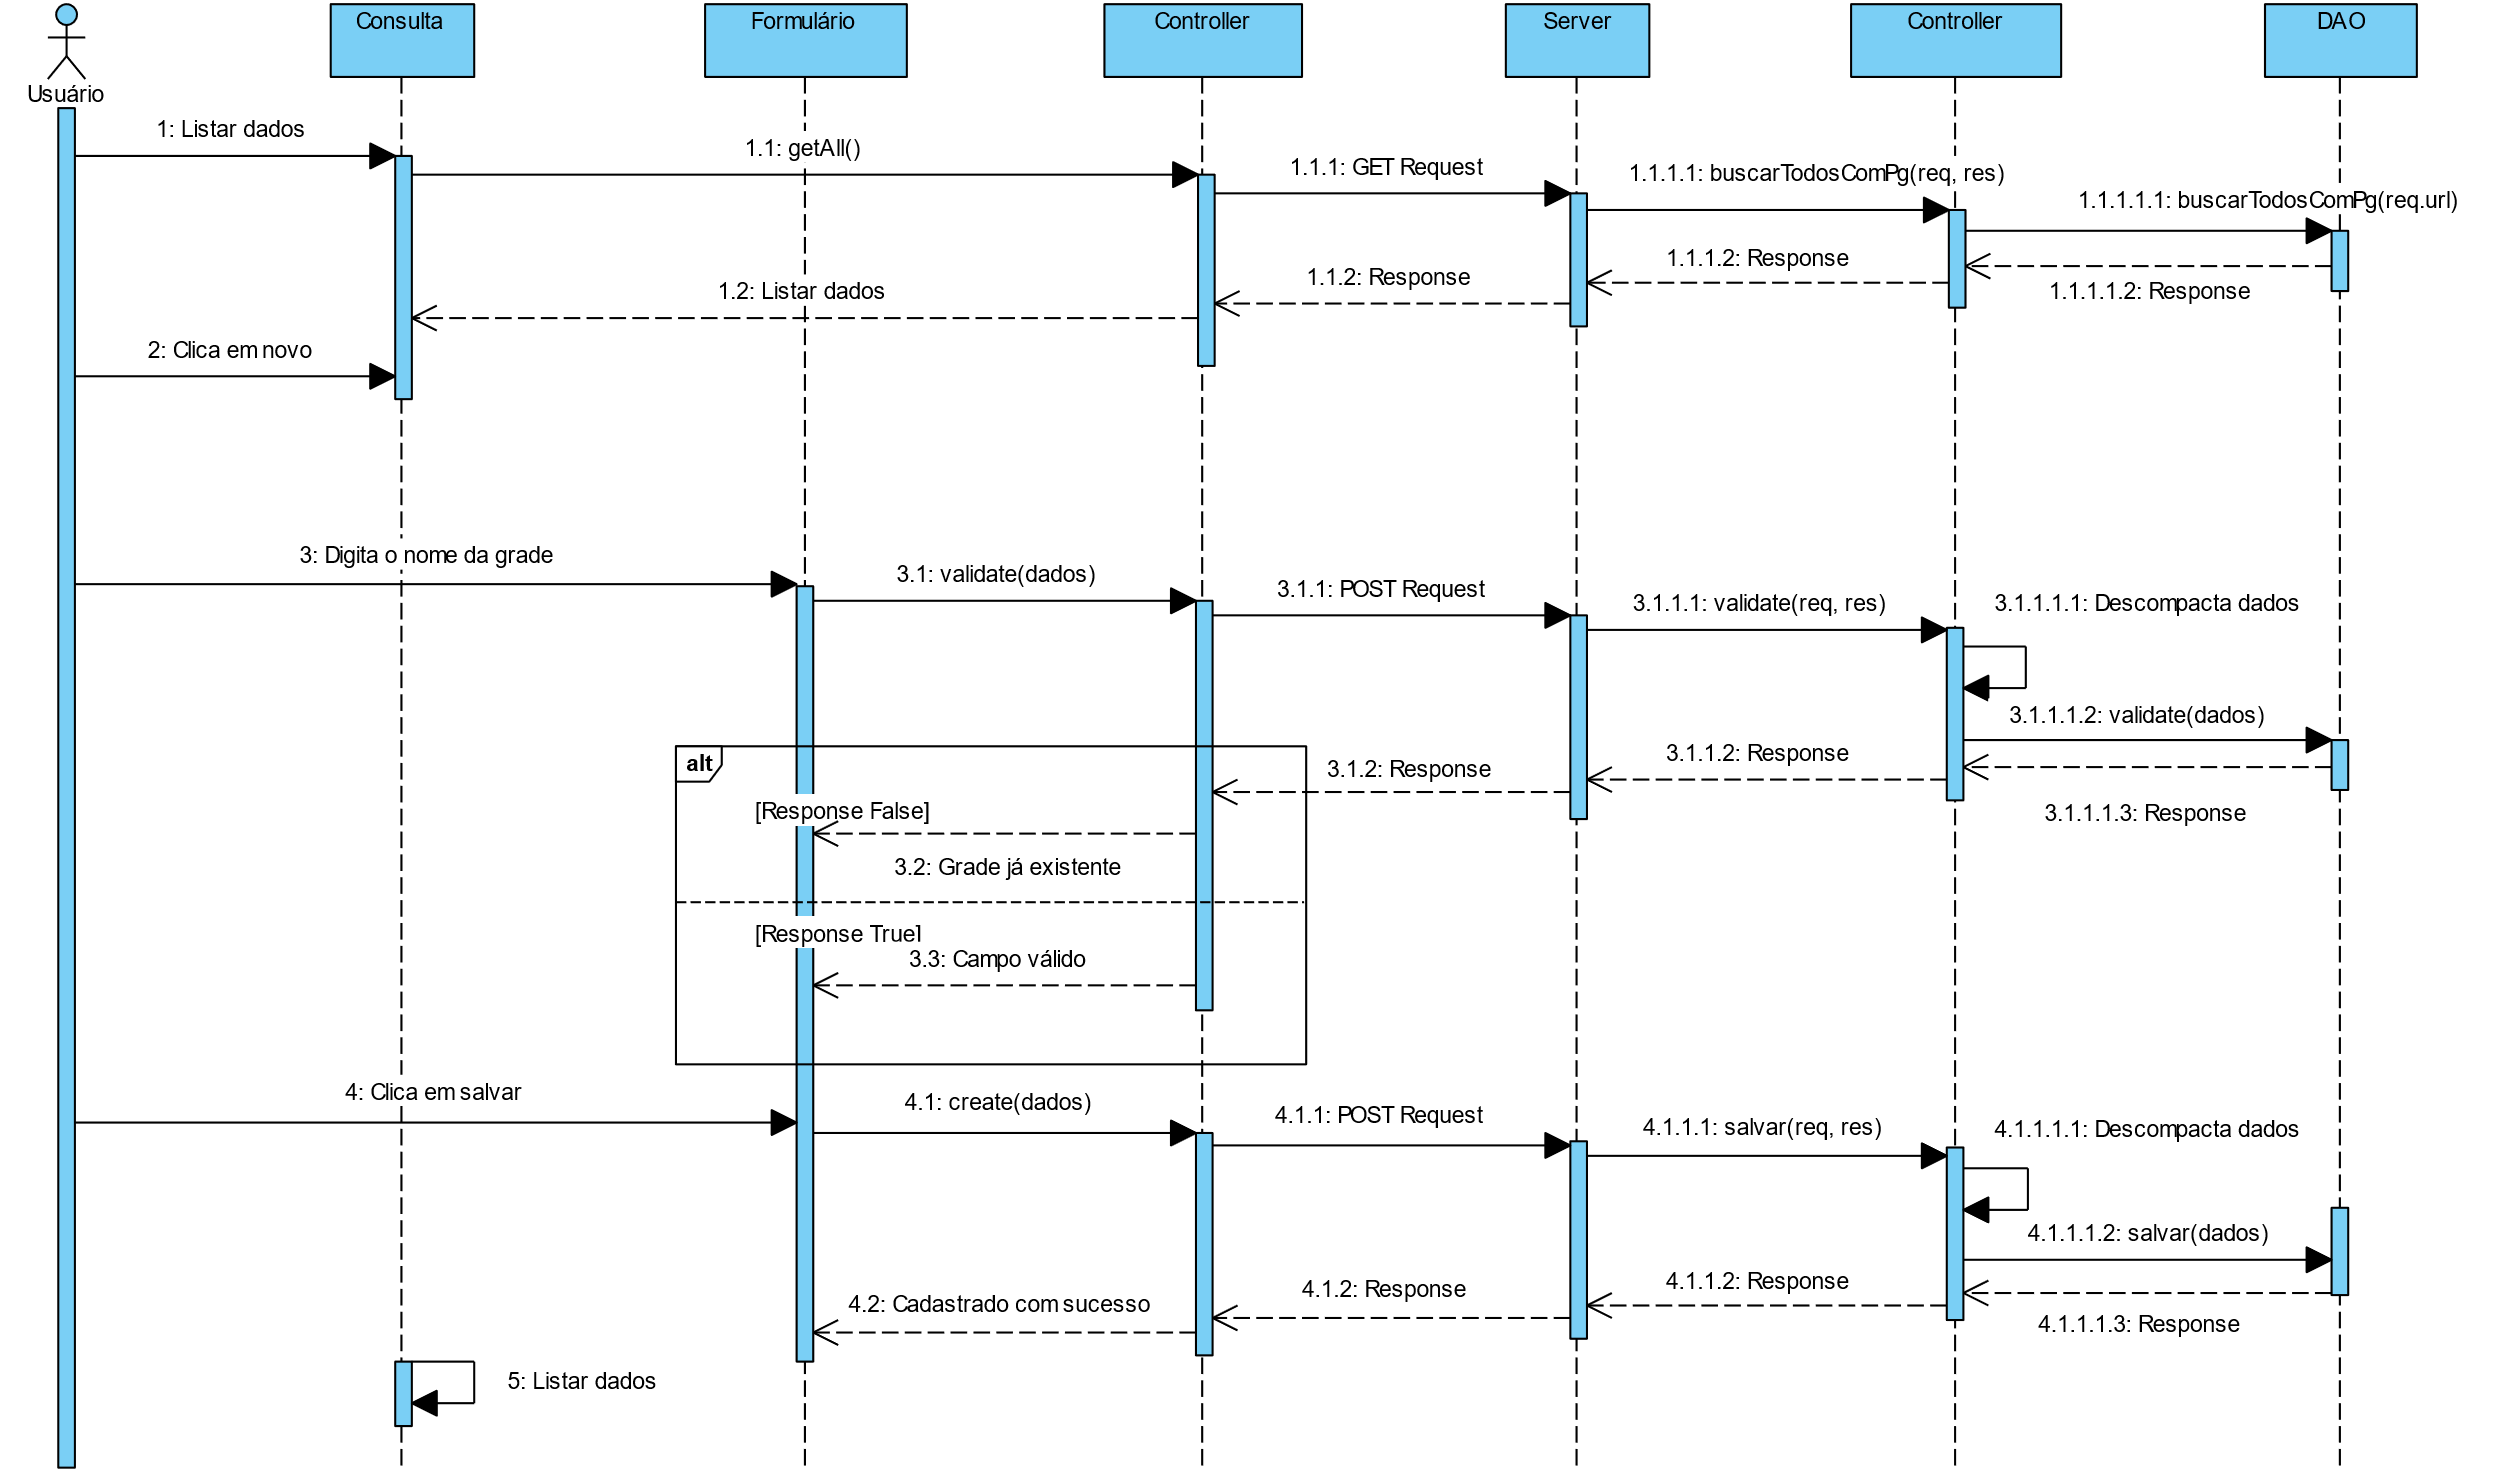 Consulta
Formulário
Controller
Server
Controller
DAO
Usuário
1: Listar dados
1.1: getAll()
1.1.1: GET Request
1.1.1.1: buscarTodosComPg(req, res)
1.1.1.1.1: buscarTodosComPg(req.url)
1.1.1.1.2: Response
1.1.1.2: Response
1.1.2: Response
1.2: Listar dados
2: Clica em novo
3: Digita o nome da grade
3.1: validate(dados)
3.1.1: POST Request
3.1.1.1: validate(req, res)
3.1.1.1.1: Descompacta dados
3.1.1.1.2: validate(dados)
3.1.1.1.3: Response
3.1.1.2: Response
3.1.2: Response
alt
[Response False]
3.2: Grade já existente
[Response True]
3.3: Campo válido
4: Clica em salvar
4.1: create(dados)
4.1.1: POST Request
4.1.1.1: salvar(req, res)
4.1.1.1.1: Descompacta dados
4.1.1.1.2: salvar(dados)
4.1.1.1.3: Response
4.1.1.2: Response
4.1.2: Response
4.2: Cadastrado com sucesso
5: Listar dados